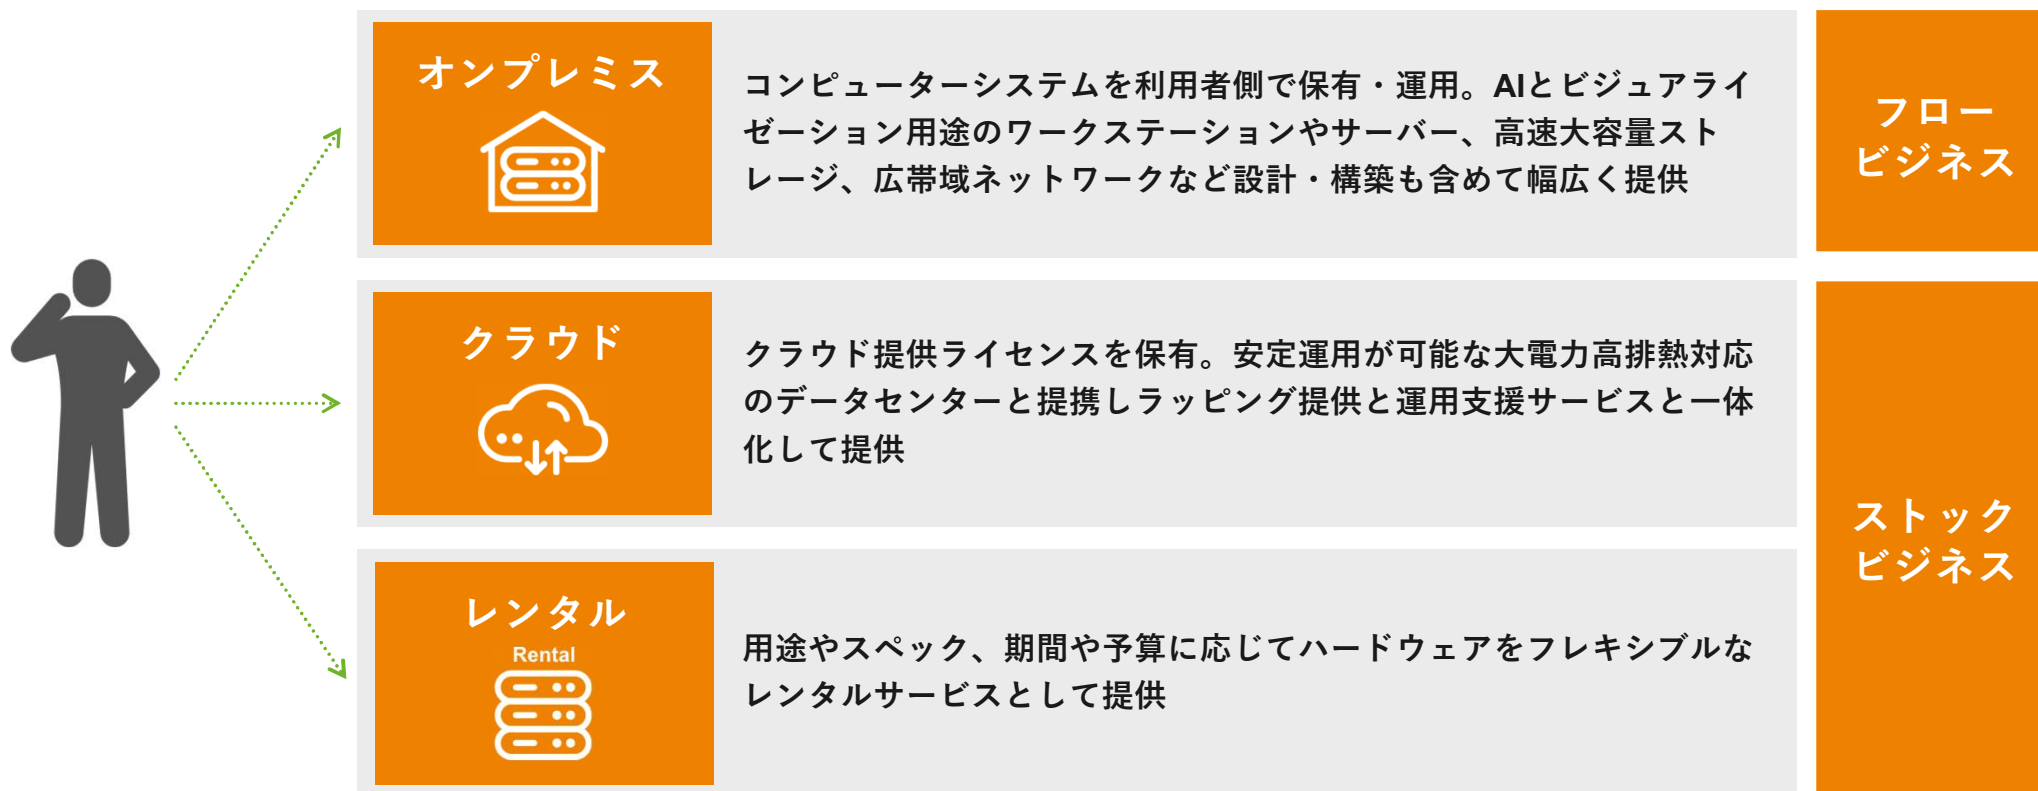 オンプレミス
コンピューターシステムを利用者側で保有・運用。AIとビジュアライ
ゼーション用途のワークステーションやサーバー、高速大容量スト
レージ、広帯域ネットワークなど設計・構築も含めて幅広く提供
フロー
ビジネス
クラウド
クラウド提供ライセンスを保有。安定運用が可能な大電力高排熱対応
のデータセンターと提携しラッピング提供と運用支援サービスと一体
化して提供
ストック
ビジネス
レンタル
Rental
用途やスペック、期間や予算に応じてハードウェアをフレキシブルな
レンタルサービスとして提供